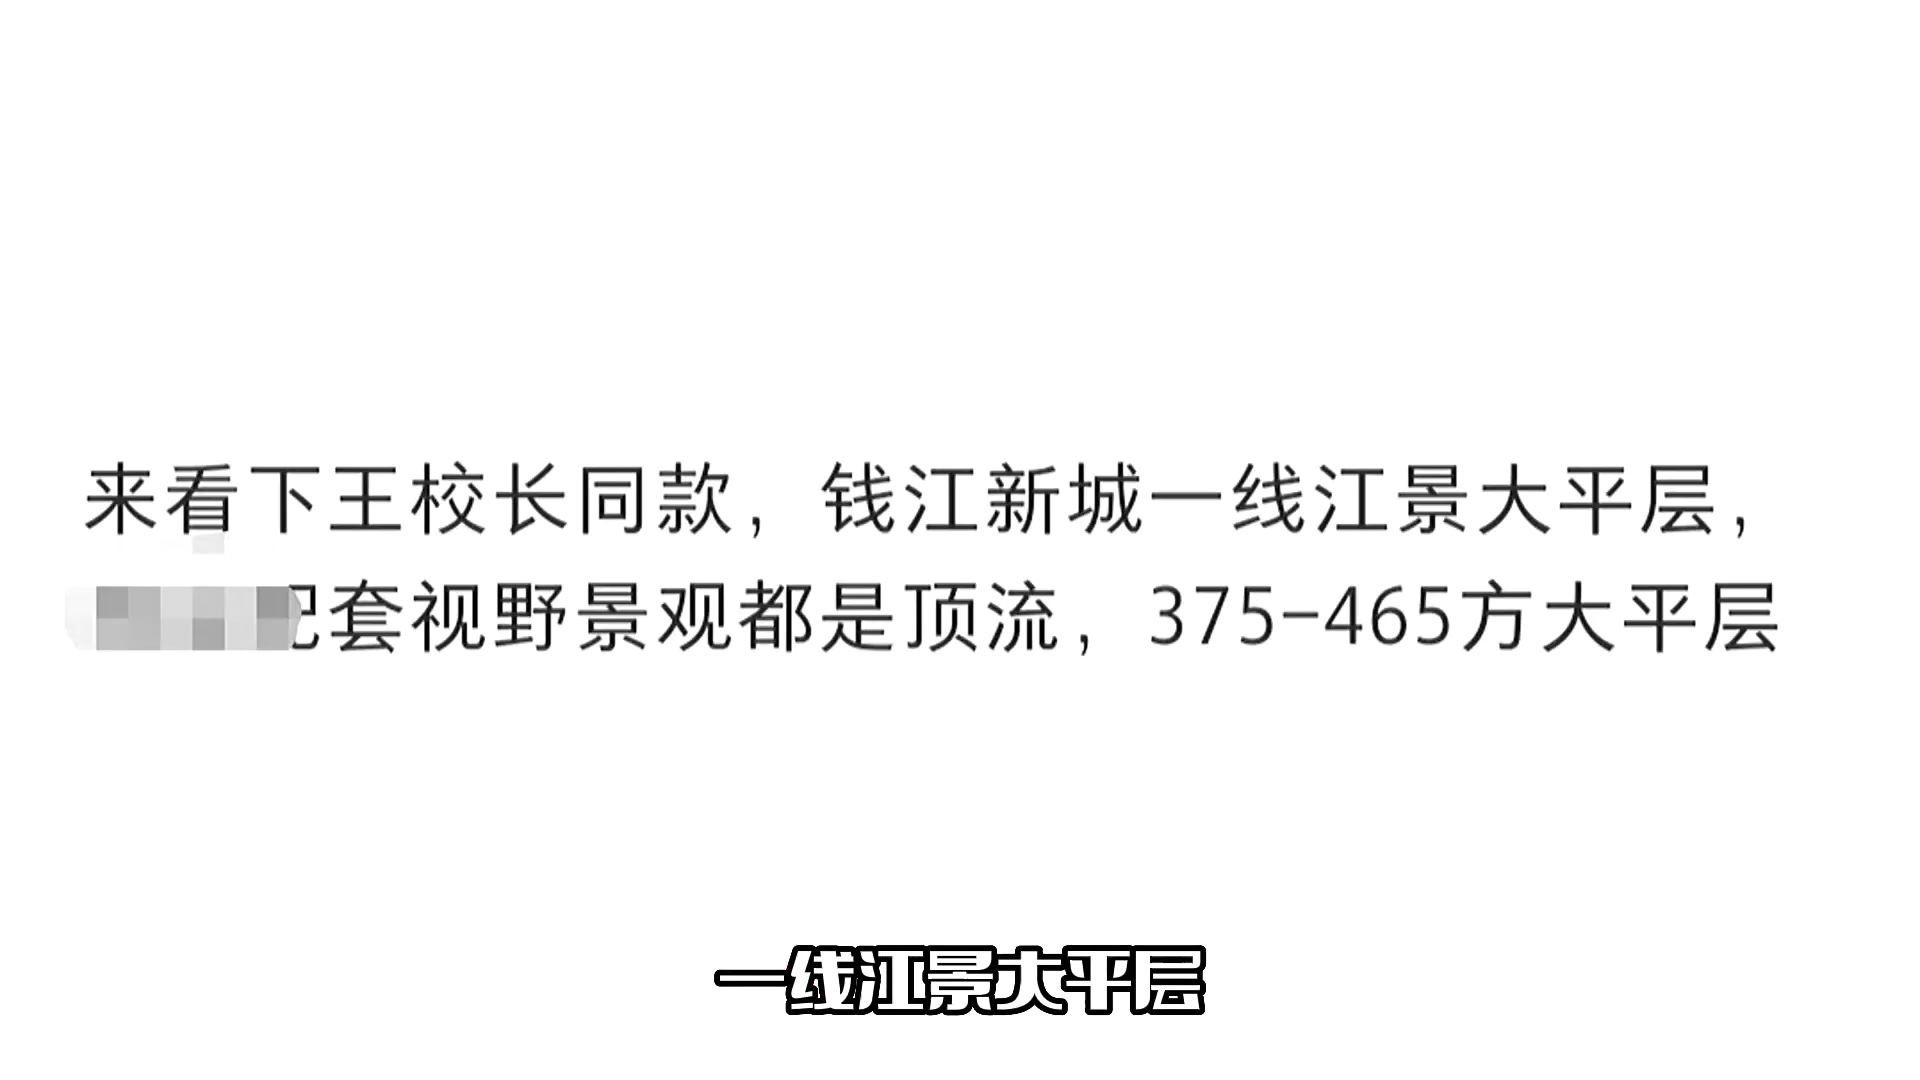 来看下王校长同款，钱江新城一线江景大平层，
配套视野景观都是顶流，375-465方大平层
一线江景大平层